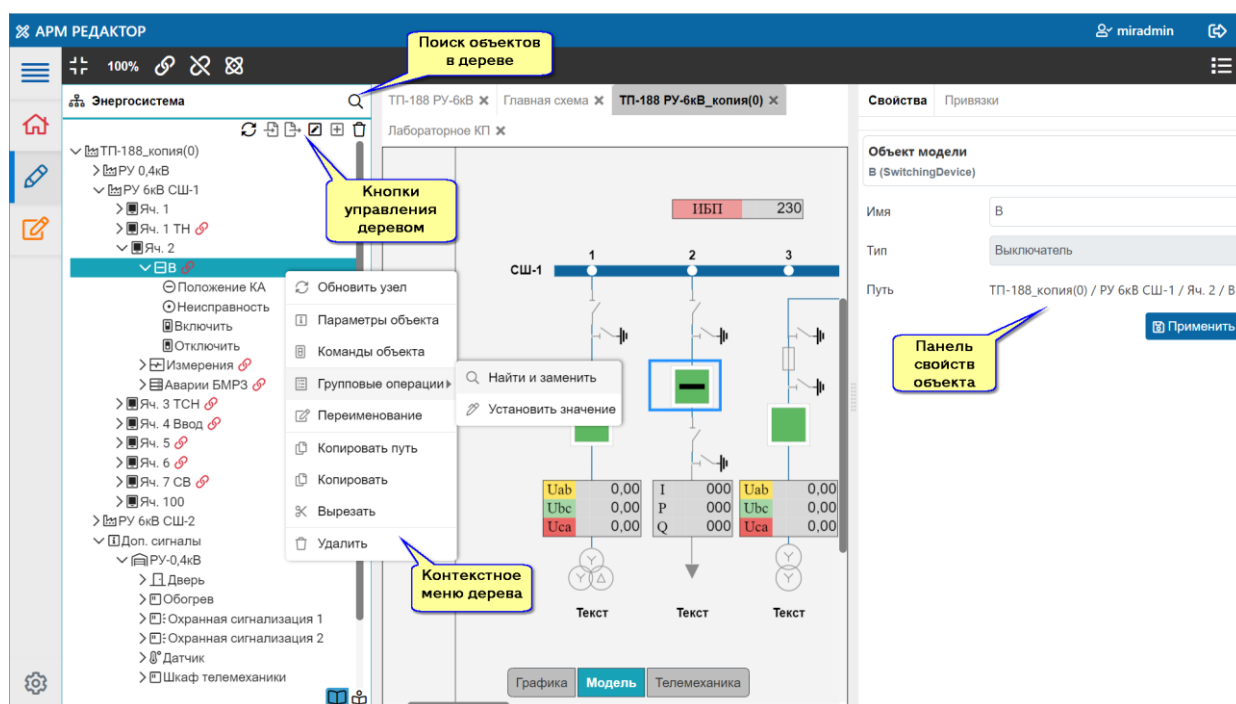 АРМ РЕДАКТОР
miradmin
100%
Поиск объектов
в дереве
Энергосистема
ТП-188 РУ-6кВ
Главная схема
ТП-188 РУ-6кВ_копия(0)
Лабораторное КП
Свойства
Привязки
Кнопки
управления
деревом
ТП-188_копия(0)
РУ 0,4кВ
РУ 6кВ СШ-1
Яч. 1
Яч. 1 ТН
Яч. 2
В
Положение КА
Неисправность
Включить
Отключить
Измерения
Аварии БМРЗ
Яч. 3 ТСН
Яч. 4 Ввод
Яч. 5
Яч. 6
Яч. 7 СВ
Яч. 100
РУ 6кВ СШ-2
Доп. сигналы
РУ-0,4кВ
Дверь
Обогрев
Охранная сигнализация 1
Охранная сигнализация 2
Датчик
Шкаф телемеханики
Обновить узел
Параметры объекта
Команды объекта
Групповые операции
Переименование
Копировать путь
Копировать
Вырезать
Удалить
Найти и заменить
Установить значение
Контекстное
меню дерева
ИБП 230
СШ-1 1 2 3
Uab 0,00 I 000 Uab 0,00
Ubc 0,00 P 000 Ubc 0,00
Uca 0,00 Q 000 Uca 0,00
Текст Текст Текст
Графика Модель Телемеханика
Объект модели
В (SwitchingDevice)
Имя В
Тип Выключатель
Путь ТП-188_копия(0) / РУ 6кВ СШ-1 / Яч. 2 / В
Применить
Панель
свойств
объекта